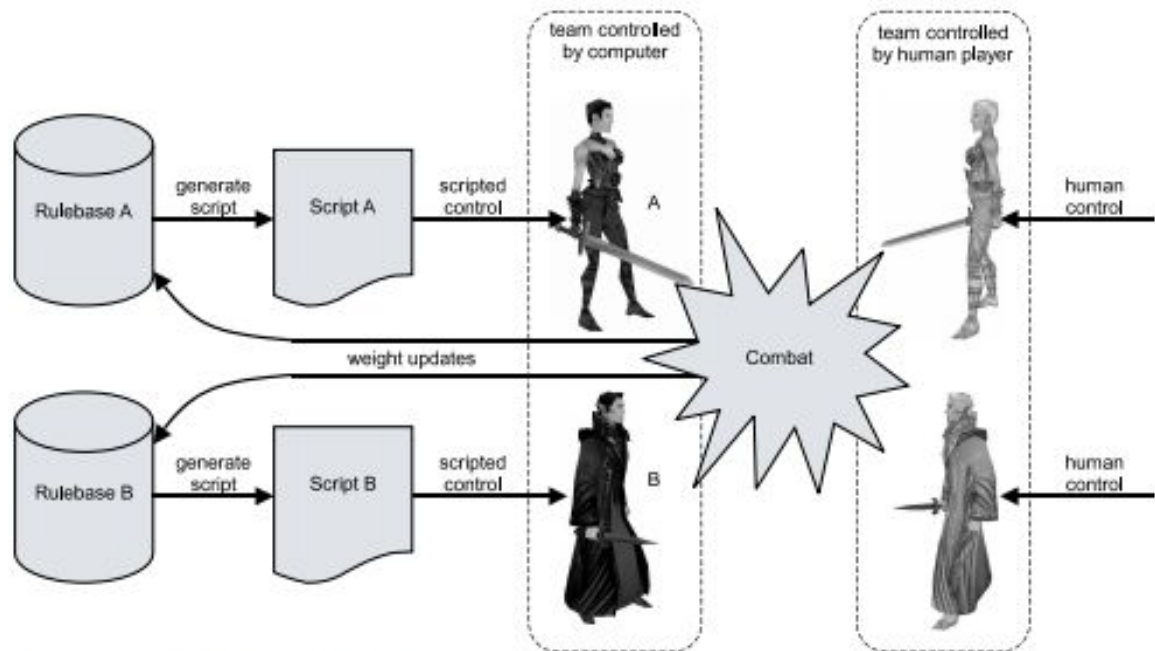 team controlled
by computer
team controlled
by human player
Rulebase A
generate
script
Script A
scripted
control
A
human
control
Combat
weight updates
Rulebase B
generate
script
Script B
scripted
control
B
human
control